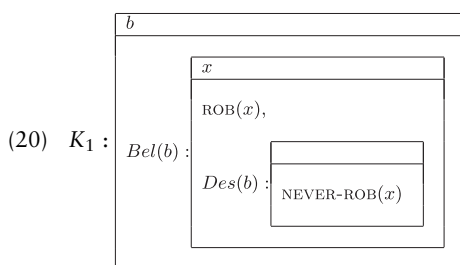 b
x
ROB(x),
(20) K₁ : Bel(b) :
Des(b) :
NEVER-ROB(x)